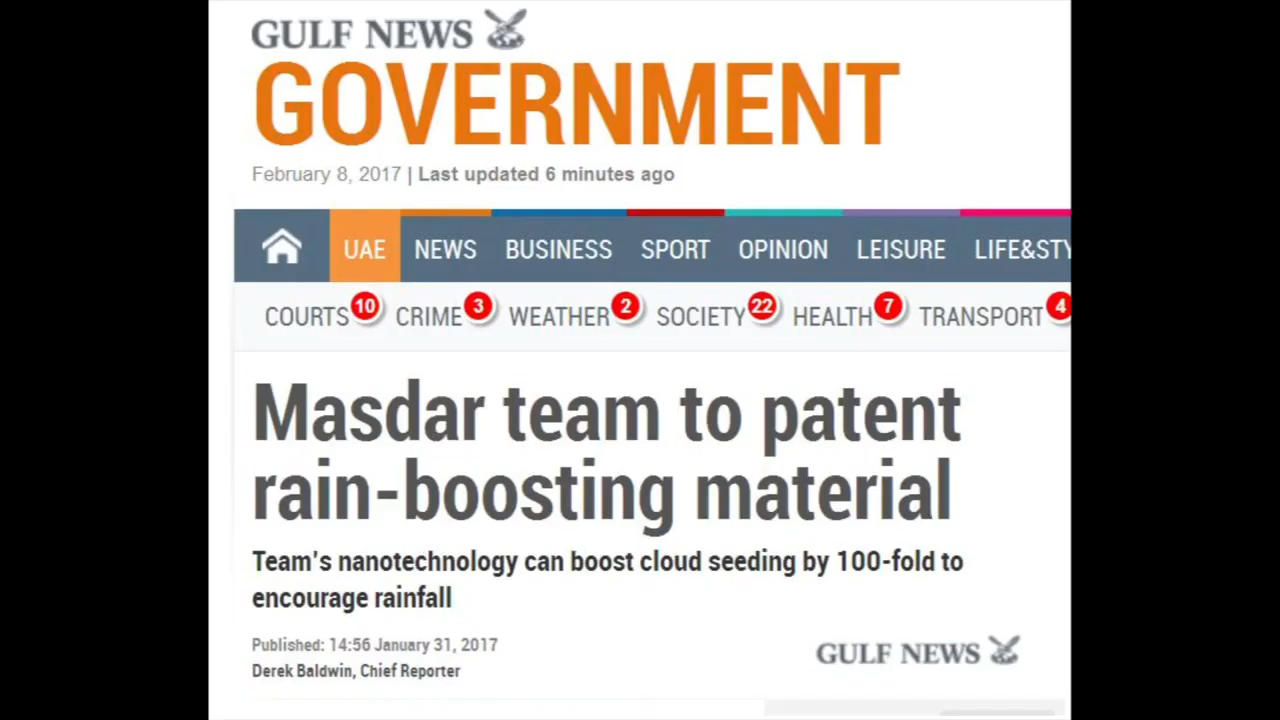 GULF NEWS
GOVERNMENT
February 8, 2017 | Last updated 6 minutes ago
UAE NEWS BUSINESS SPORT OPINION LEISURE LIFE&STY
COURTS 10 CRIME 3 WEATHER 2 SOCIETY 22 HEALTH 7 TRANSPORT 4
Masdar team to patent
rain-boosting material
Team's nanotechnology can boost cloud seeding by 100-fold to
encourage rainfall
Published: 14:56 January 31, 2017
Derek Baldwin, Chief Reporter
GULF NEWS